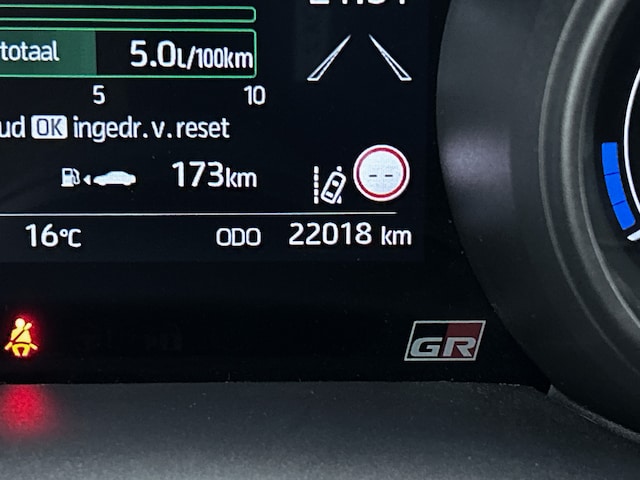 totaal 5.0L/100km
5 10
ud OK ingedr. v. reset
173km
--
16°C ODO 22018 km
GR